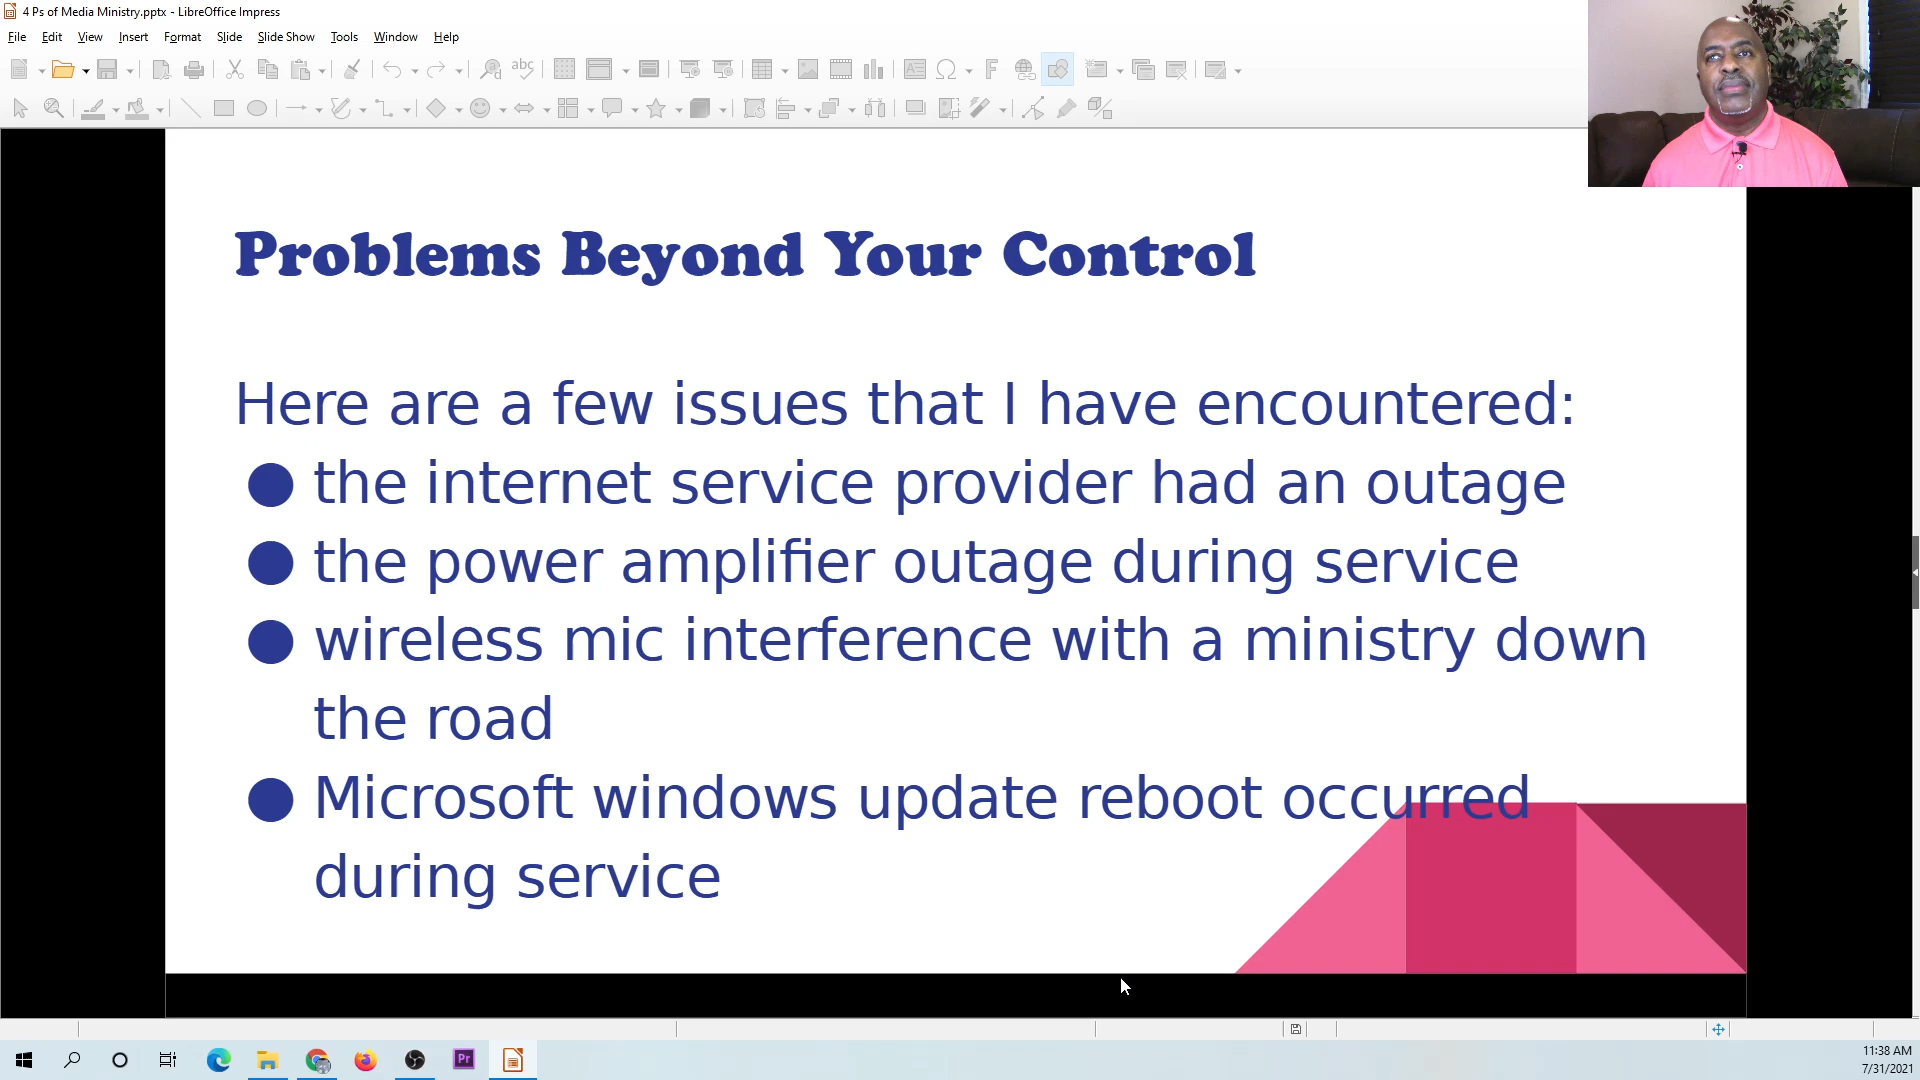 4 Ps of Media Ministry.pptx - LibreOffice Impress
File Edit View Insert Format Slide Slide Show Tools Window Help
abc
Problems Beyond Your Control
Here are a few issues that I have encountered:
● the internet service provider had an outage
● the power amplifier outage during service
● wireless mic interference with a ministry down
the road
● Microsoft windows update reboot occurred
during service
Pr
11:38 AM
7/31/2021